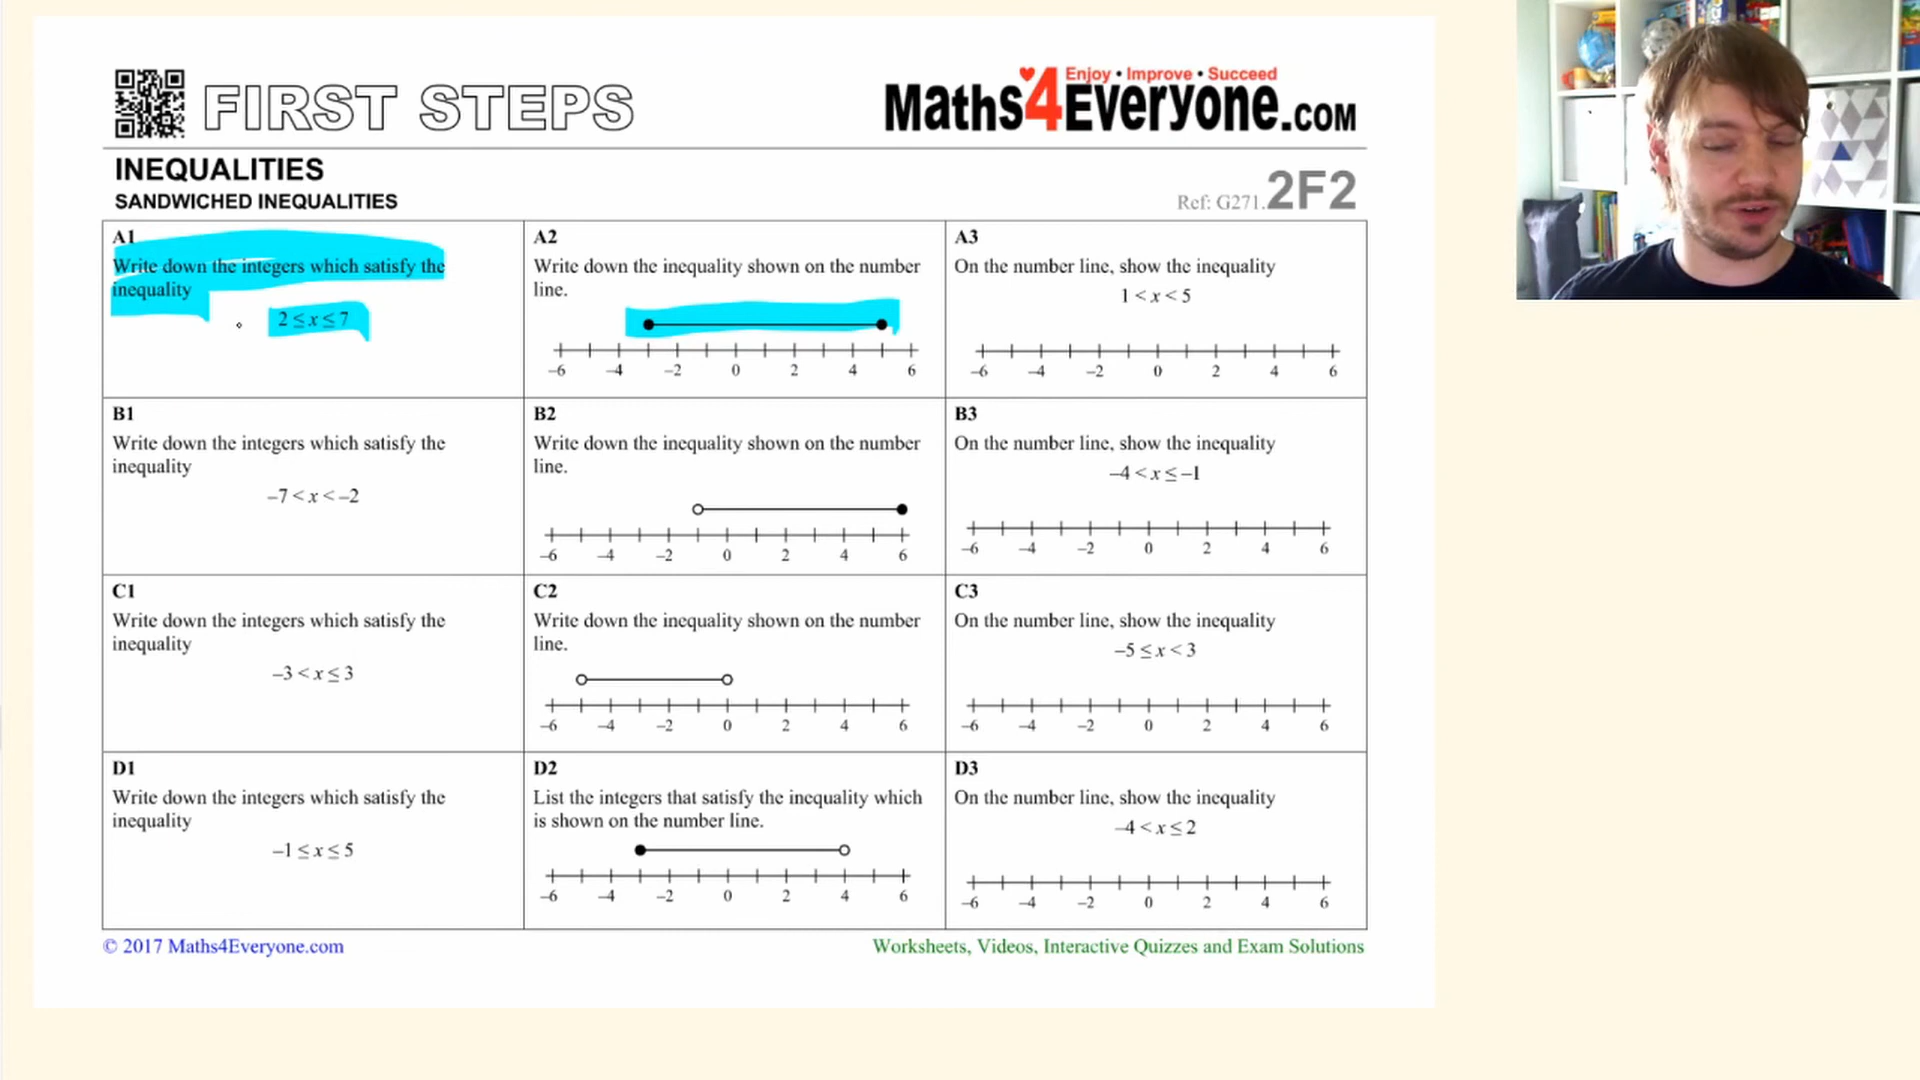 FIRST STEPS
Enjoy • Improve • Succeed
Maths4Everyone.COM
INEQUALITIES
SANDWICHED INEQUALITIES
Ref: G271.2F2
A1
Write down the integers which satisfy the
inequality
2 ≤ x ≤ 7
A2
Write down the inequality shown on the number
line.
–6 –4 –2 0 2 4 6
A3
On the number line, show the inequality
1 < x < 5
–6 –4 –2 0 2 4 6
B1
Write down the integers which satisfy the
inequality
–7 < x < –2
B2
Write down the inequality shown on the number
line.
–6 –4 –2 0 2 4 6
B3
On the number line, show the inequality
–4 < x ≤ –1
–6 –4 –2 0 2 4 6
C1
Write down the integers which satisfy the
inequality
–3 < x ≤ 3
C2
Write down the inequality shown on the number
line.
–6 –4 –2 0 2 4 6
C3
On the number line, show the inequality
–5 ≤ x < 3
–6 –4 –2 0 2 4 6
D1
Write down the integers which satisfy the
inequality
–1 ≤ x ≤ 5
D2
List the integers that satisfy the inequality which
is shown on the number line.
–6 –4 –2 0 2 4 6
D3
On the number line, show the inequality
–4 < x ≤ 2
–6 –4 –2 0 2 4 6
© 2017 Maths4Everyone.com
Worksheets, Videos, Interactive Quizzes and Exam Solutions